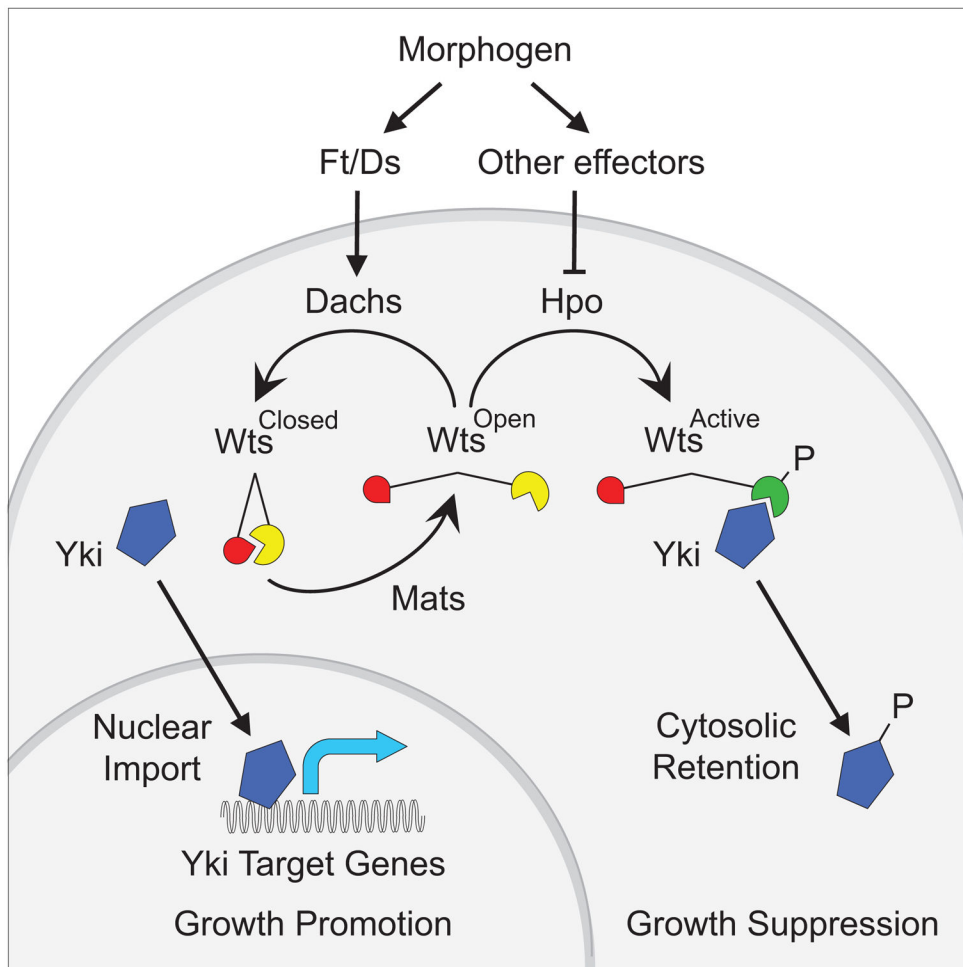 Morphogen
Ft/Ds
Other effectors
Dachs
Hpo
Wts Closed
Wts Open
Wts Active
P
Yki
Yki
Mats
Nuclear
Import
Cytosolic
Retention
P
Yki Target Genes
Growth Promotion
Growth Suppression